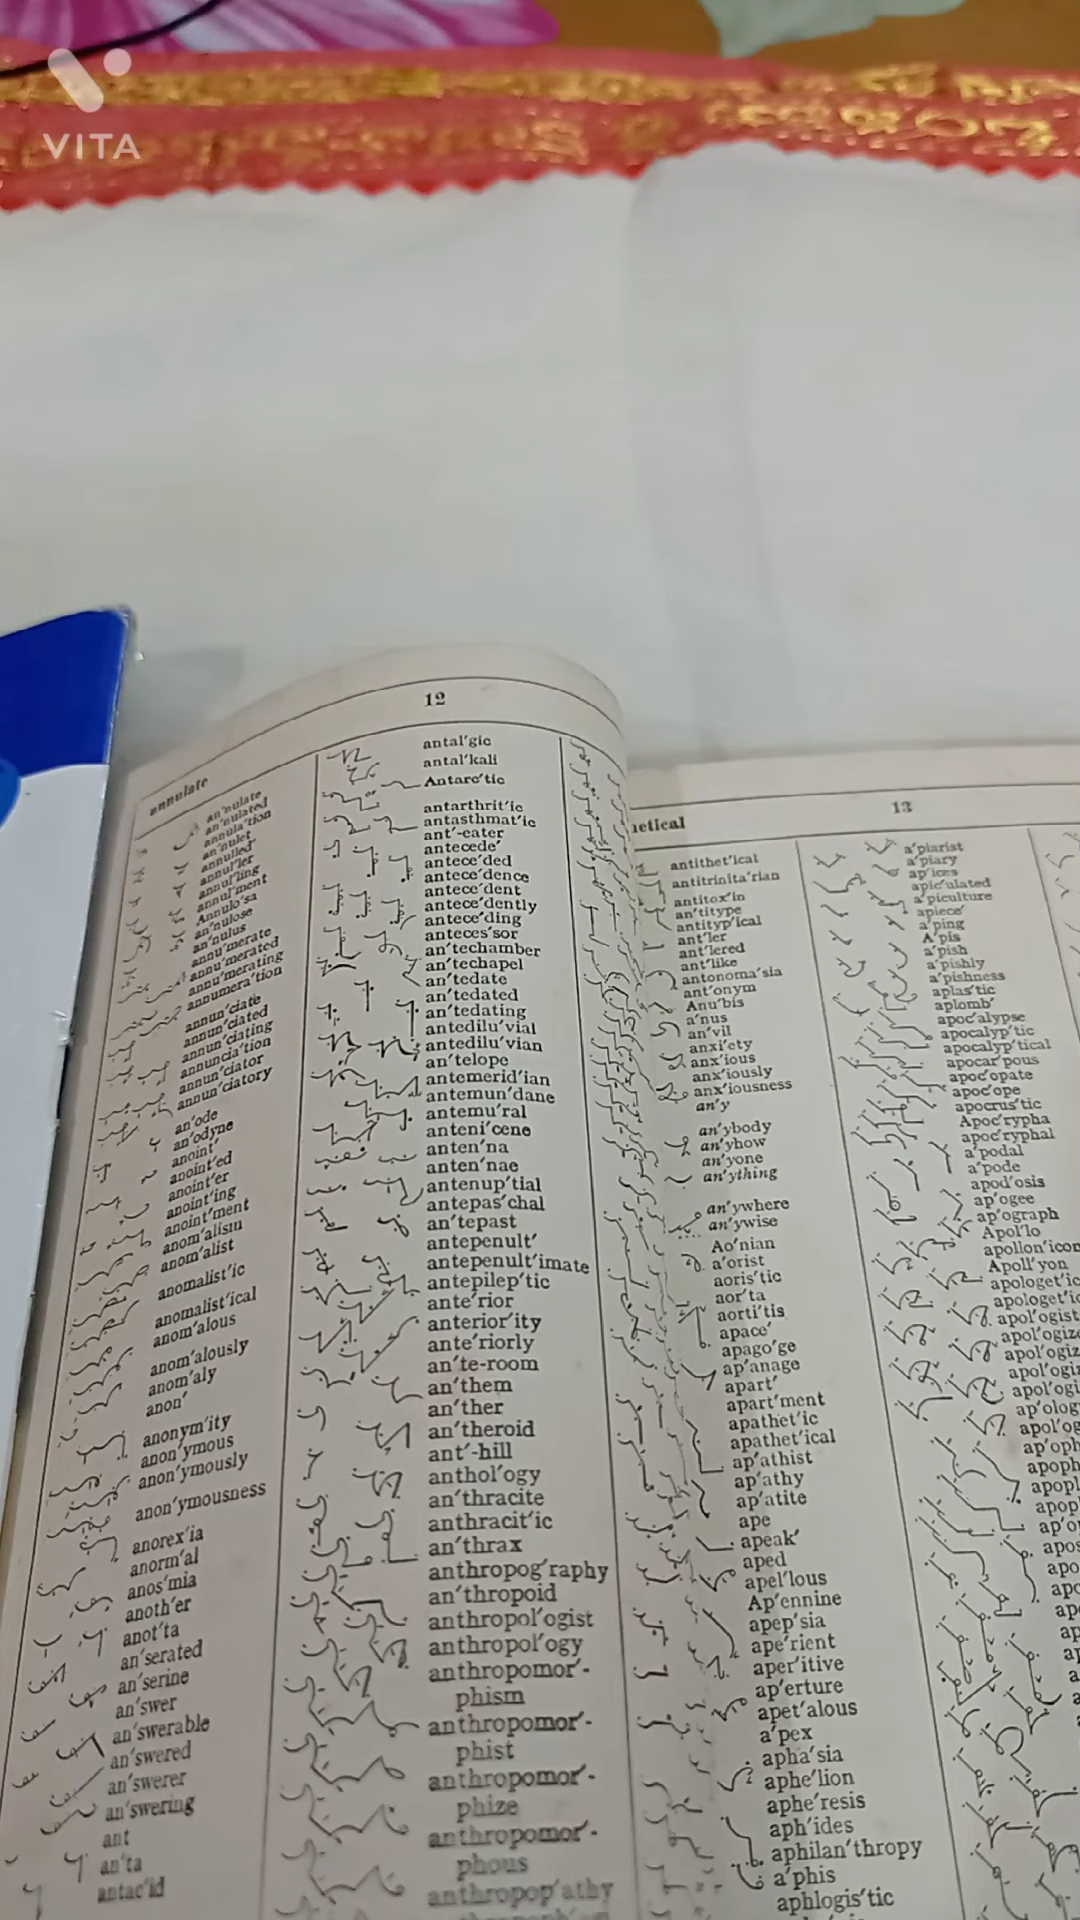 VITA
12
annulate
an′nulate
an′nulated
annula′tion
an′nulet
annulled′
annul′ler
annul′ling
annul′ment
Annulo′sa
an′nulose
an′nulus
annu′merate
annu′merated
annu′merating
annumera′tion
annun′ciate
annun′ciated
annun′ciating
annuncia′tion
annun′ciator
annun′ciatory
an′ode
an′odyne
anoint′
anoint′ed
anoint′er
anoint′ing
anoint′ment
anom′alism
anom′alist
anomalist′ic
anomalist′ical
anom′alous
anom′alously
anom′aly
anon′
anonym′ity
anon′ymous
anon′ymously
anon′ymousness
anorex′ia
anorm′al
anos′mia
anoth′er
anot′ta
an′serated
an′serine
an′swer
an′swerable
an′swered
an′swerer
an′swering
ant
an′ta
antac′id
antal′gic
antal′kali
Antarc′tic
antarthrit′ic
antasthmat′ic
ant′-eater
antecede′
antece′ded
antece′dence
antece′dent
antece′dently
antece′ding
anteces′sor
an′techamber
an′techapel
an′tedate
an′tedated
an′tedating
antedilu′vial
antedilu′vian
an′telope
antemerid′ian
antemun′dane
antemu′ral
anteni′cene
anten′na
anten′nae
antenup′tial
antepas′chal
an′tepast
antepenult′
antepenult′imate
antepilep′tic
ante′rior
anterior′ity
ante′riorly
an′te-room
an′them
an′ther
an′theroid
ant′-hill
anthol′ogy
an′thracite
anthracit′ic
an′thrax
anthropog′raphy
an′thropoid
anthropol′ogist
anthropol′ogy
anthropomor′-
phism
anthropomor′-
phist
anthropomor′-
phize
anthropomor′-
phous
anthropop′athy
13
antithet′ical
antitrinita′rian
antitox′in
an′titype
antityp′ical
ant′ler
ant′lered
ant′like
antonoma′sia
ant′onym
Anu′bis
a′nus
an′vil
anxi′ety
anx′ious
anx′iously
anx′iousness
an′y
an′ybody
an′yhow
an′yone
an′ything
an′ywhere
an′ywise
Ao′nian
a′orist
aoris′tic
aor′ta
aorti′tis
apace′
apago′ge
ap′anage
apart′
apart′ment
apathet′ic
apathet′ical
ap′athist
ap′athy
ap′atite
ape
apeak′
aped
apel′lous
Ap′ennine
apep′sia
ape′rient
aper′itive
ap′erture
apet′alous
a′pex
apha′sia
aphe′lion
aphe′resis
aph′ides
aphilan′thropy
a′phis
aphlogis′tic
a′piarist
a′piary
ap′ices
apic′ulated
a′piculture
apiece′
a′ping
A′pis
a′pish
a′pishly
a′pishness
aplas′tic
aplomb′
apoc′alypse
apocalyp′tic
apocalyp′tical
apocar′pous
apoc′opate
apoc′ope
apocrus′tic
Apoc′rypha
apoc′ryphal
a′podal
a′pode
apod′osis
ap′ogee
ap′ograph
Apol′lo
apollon′icon
Apoll′yon
apologet′ic
apol′ogist